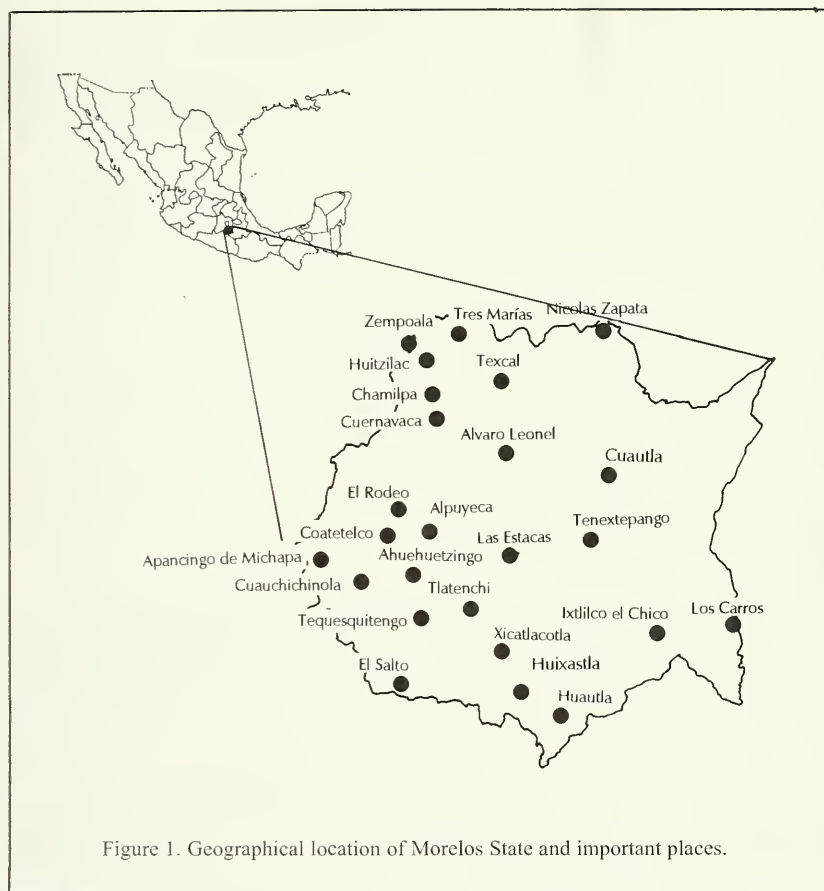 Nicolas Zapata
Tres Marías
Zempoala
Huitzilac
Texcal
Chamilpa
Cuernavaca
Alvaro Leonel
Cuautla
El Rodeo
Alpuyeca
Tenextepango
Coatetelco
Las Estacas
Apancingo de Michapa
Ahuehuetzingo
Cuauchichinola
Tlatenchi
Ixtlilco el Chico
Los Carros
Tequesquitengo
Xicatlacotla
El Salto
Huixastla
Huautla
Figure 1. Geographical location of Morelos State and important places.